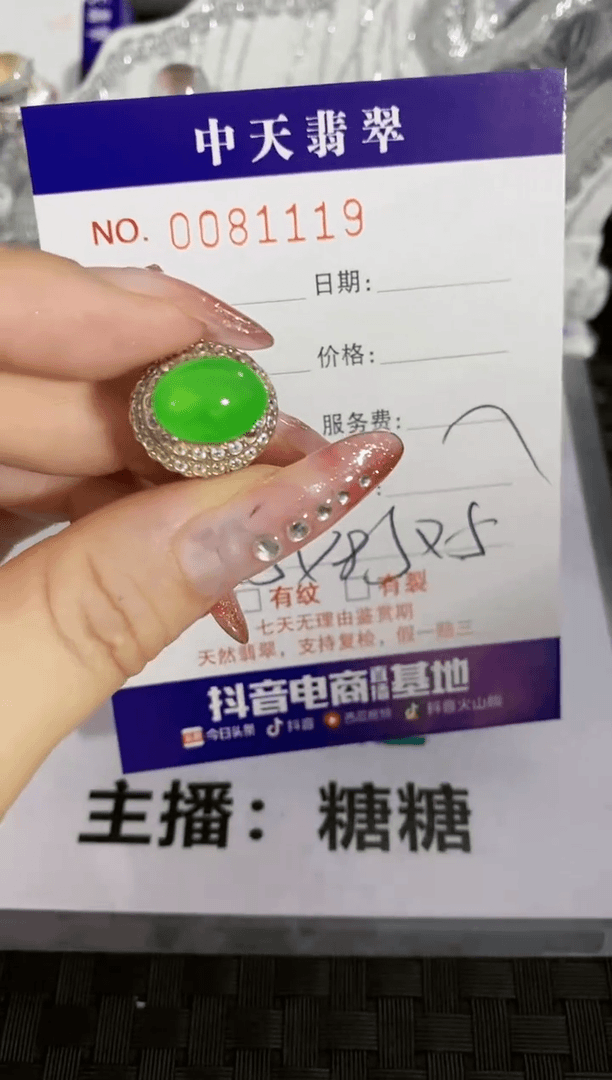 中天翡翠
NO. 0081119
日期:
价格:
服务费:
:
有纹 有裂
七天无理由鉴赏期
天然翡翠，支持复检，假一赔三
抖音电商直播基地
今日头条 抖音 西瓜视频 抖音火山版
主播：糖糖